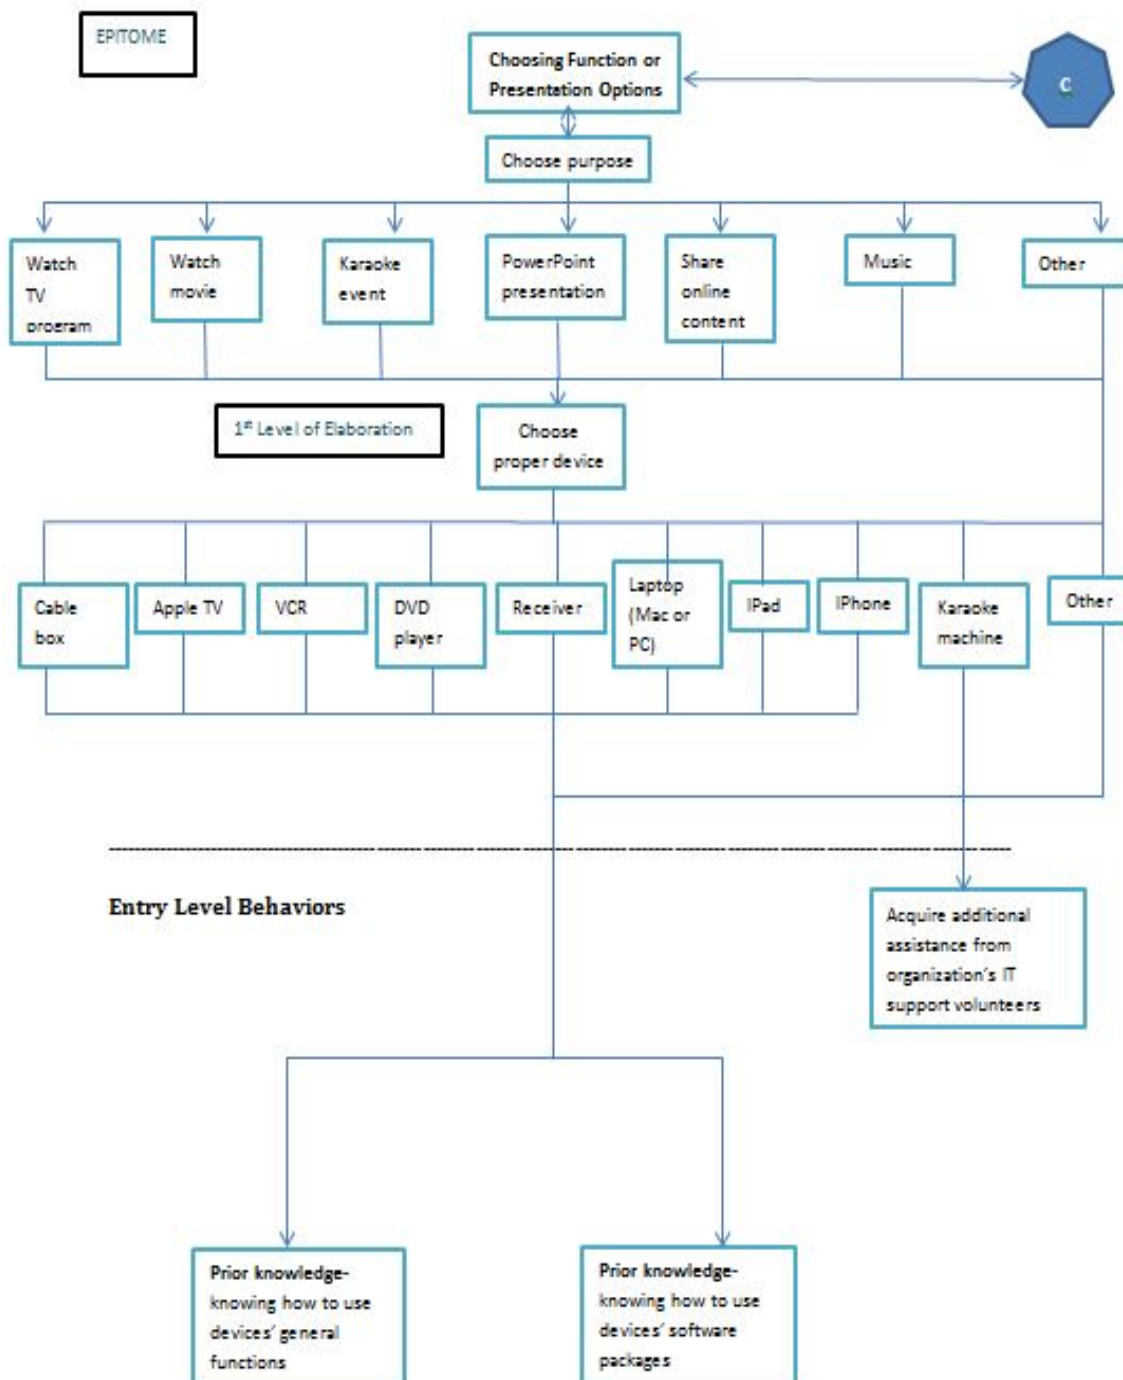 EPITOME
Choosing Function or
Presentation Options
C
Choose purpose
Watch
TV
program
Watch
movie
Karaoke
event
PowerPoint
presentation
Share
online
content
Music
Other
1st Level of Elaboration
Choose
proper device
Cable
box
Apple TV
VCR
DVD
player
Receiver
Laptop
(Mac or
PC)
IPad
IPhone
Karaoke
machine
Other
Entry Level Behaviors
Acquire additional
assistance from
organization's IT
support volunteers
Prior knowledge-
knowing how to use
devices' general
functions
Prior knowledge-
knowing how to use
devices' software
packages